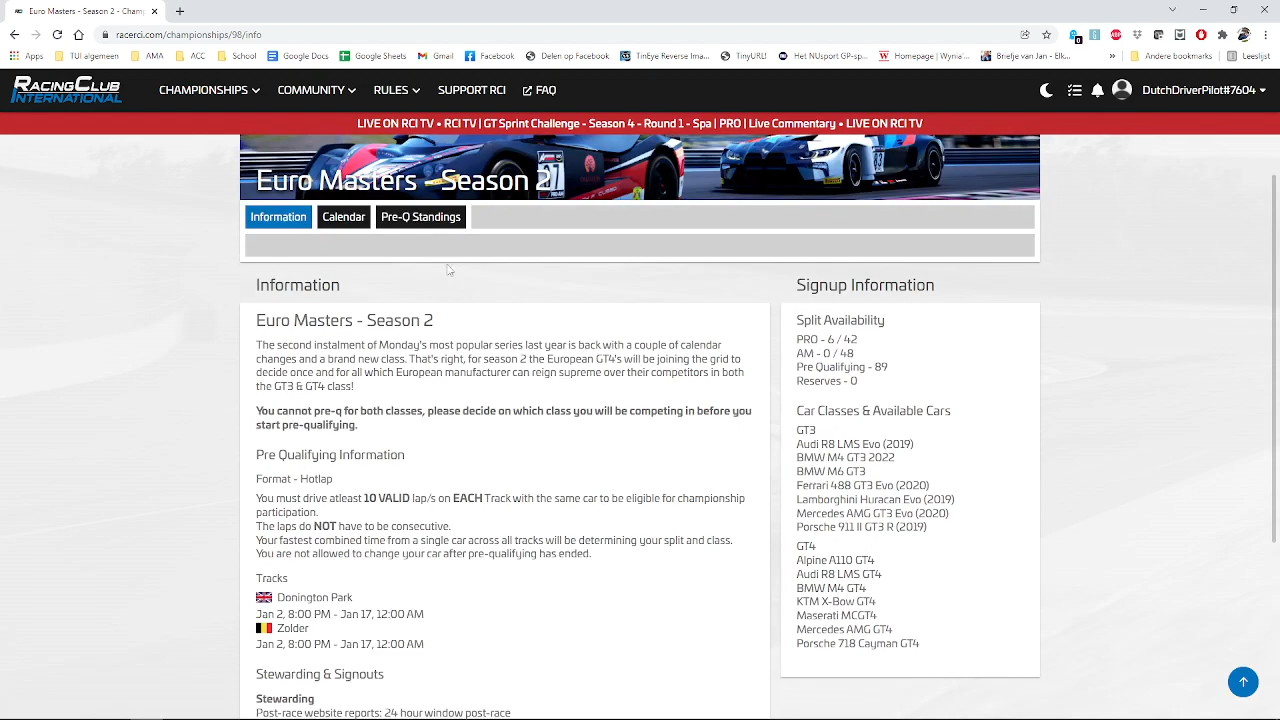 Euro Masters - Season 2 - Champ
racerci.com/championships/98/info
Apps
TUI algemeen
AMA
ACC
School
Google Docs
Google Sheets
Gmail
Facebook
Delen op Facebook
TinEye Reverse Ima...
TinyURL!
Het NUsport GP-sp...
Homepage | Wynia'...
Briefje van Jan - Elk...
»
Andere bookmarks
Leeslijst
RACINGCLUB
INTERNATIONAL
CHAMPIONSHIPS
COMMUNITY
RULES
SUPPORT RCI
FAQ
DutchDriverPilot#7604
LIVE ON RCI TV • RCI TV | GT Sprint Challenge - Season 4 - Round 1 - Spa | PRO | Live Commentary • LIVE ON RCI TV
Euro Masters - Season 2
Information
Calendar
Pre-Q Standings
Information
Euro Masters - Season 2
The second instalment of Monday's most popular series last year is back with a couple of calendar
changes and a brand new class. That's right, for season 2 the European GT4's will be joining the grid to
decide once and for all which European manufacturer can reign supreme over their competitors in both
the GT3 & GT4 class!
You cannot pre-q for both classes, please decide on which class you will be competing in before you
start pre-qualifying.
Pre Qualifying Information
Format - Hotlap
You must drive atleast 10 VALID lap/s on EACH Track with the same car to be eligible for championship
participation.
The laps do NOT have to be consecutive.
Your fastest combined time from a single car across all tracks will be determining your split and class.
You are not allowed to change your car after pre-qualifying has ended.
Tracks
Donington Park
Jan 2, 8:00 PM - Jan 17, 12:00 AM
Zolder
Jan 2, 8:00 PM - Jan 17, 12:00 AM
Stewarding & Signouts
Stewarding
Post-race website reports: 24 hour window post-race
Signup Information
Split Availability
PRO - 6 / 42
AM - 0 / 48
Pre Qualifying - 89
Reserves - 0
Car Classes & Available Cars
GT3
Audi R8 LMS Evo (2019)
BMW M4 GT3 2022
BMW M6 GT3
Ferrari 488 GT3 Evo (2020)
Lamborghini Huracan Evo (2019)
Mercedes AMG GT3 Evo (2020)
Porsche 911 II GT3 R (2019)
GT4
Alpine A110 GT4
Audi R8 LMS GT4
BMW M4 GT4
KTM X-Bow GT4
Maserati MCGT4
Mercedes AMG GT4
Porsche 718 Cayman GT4